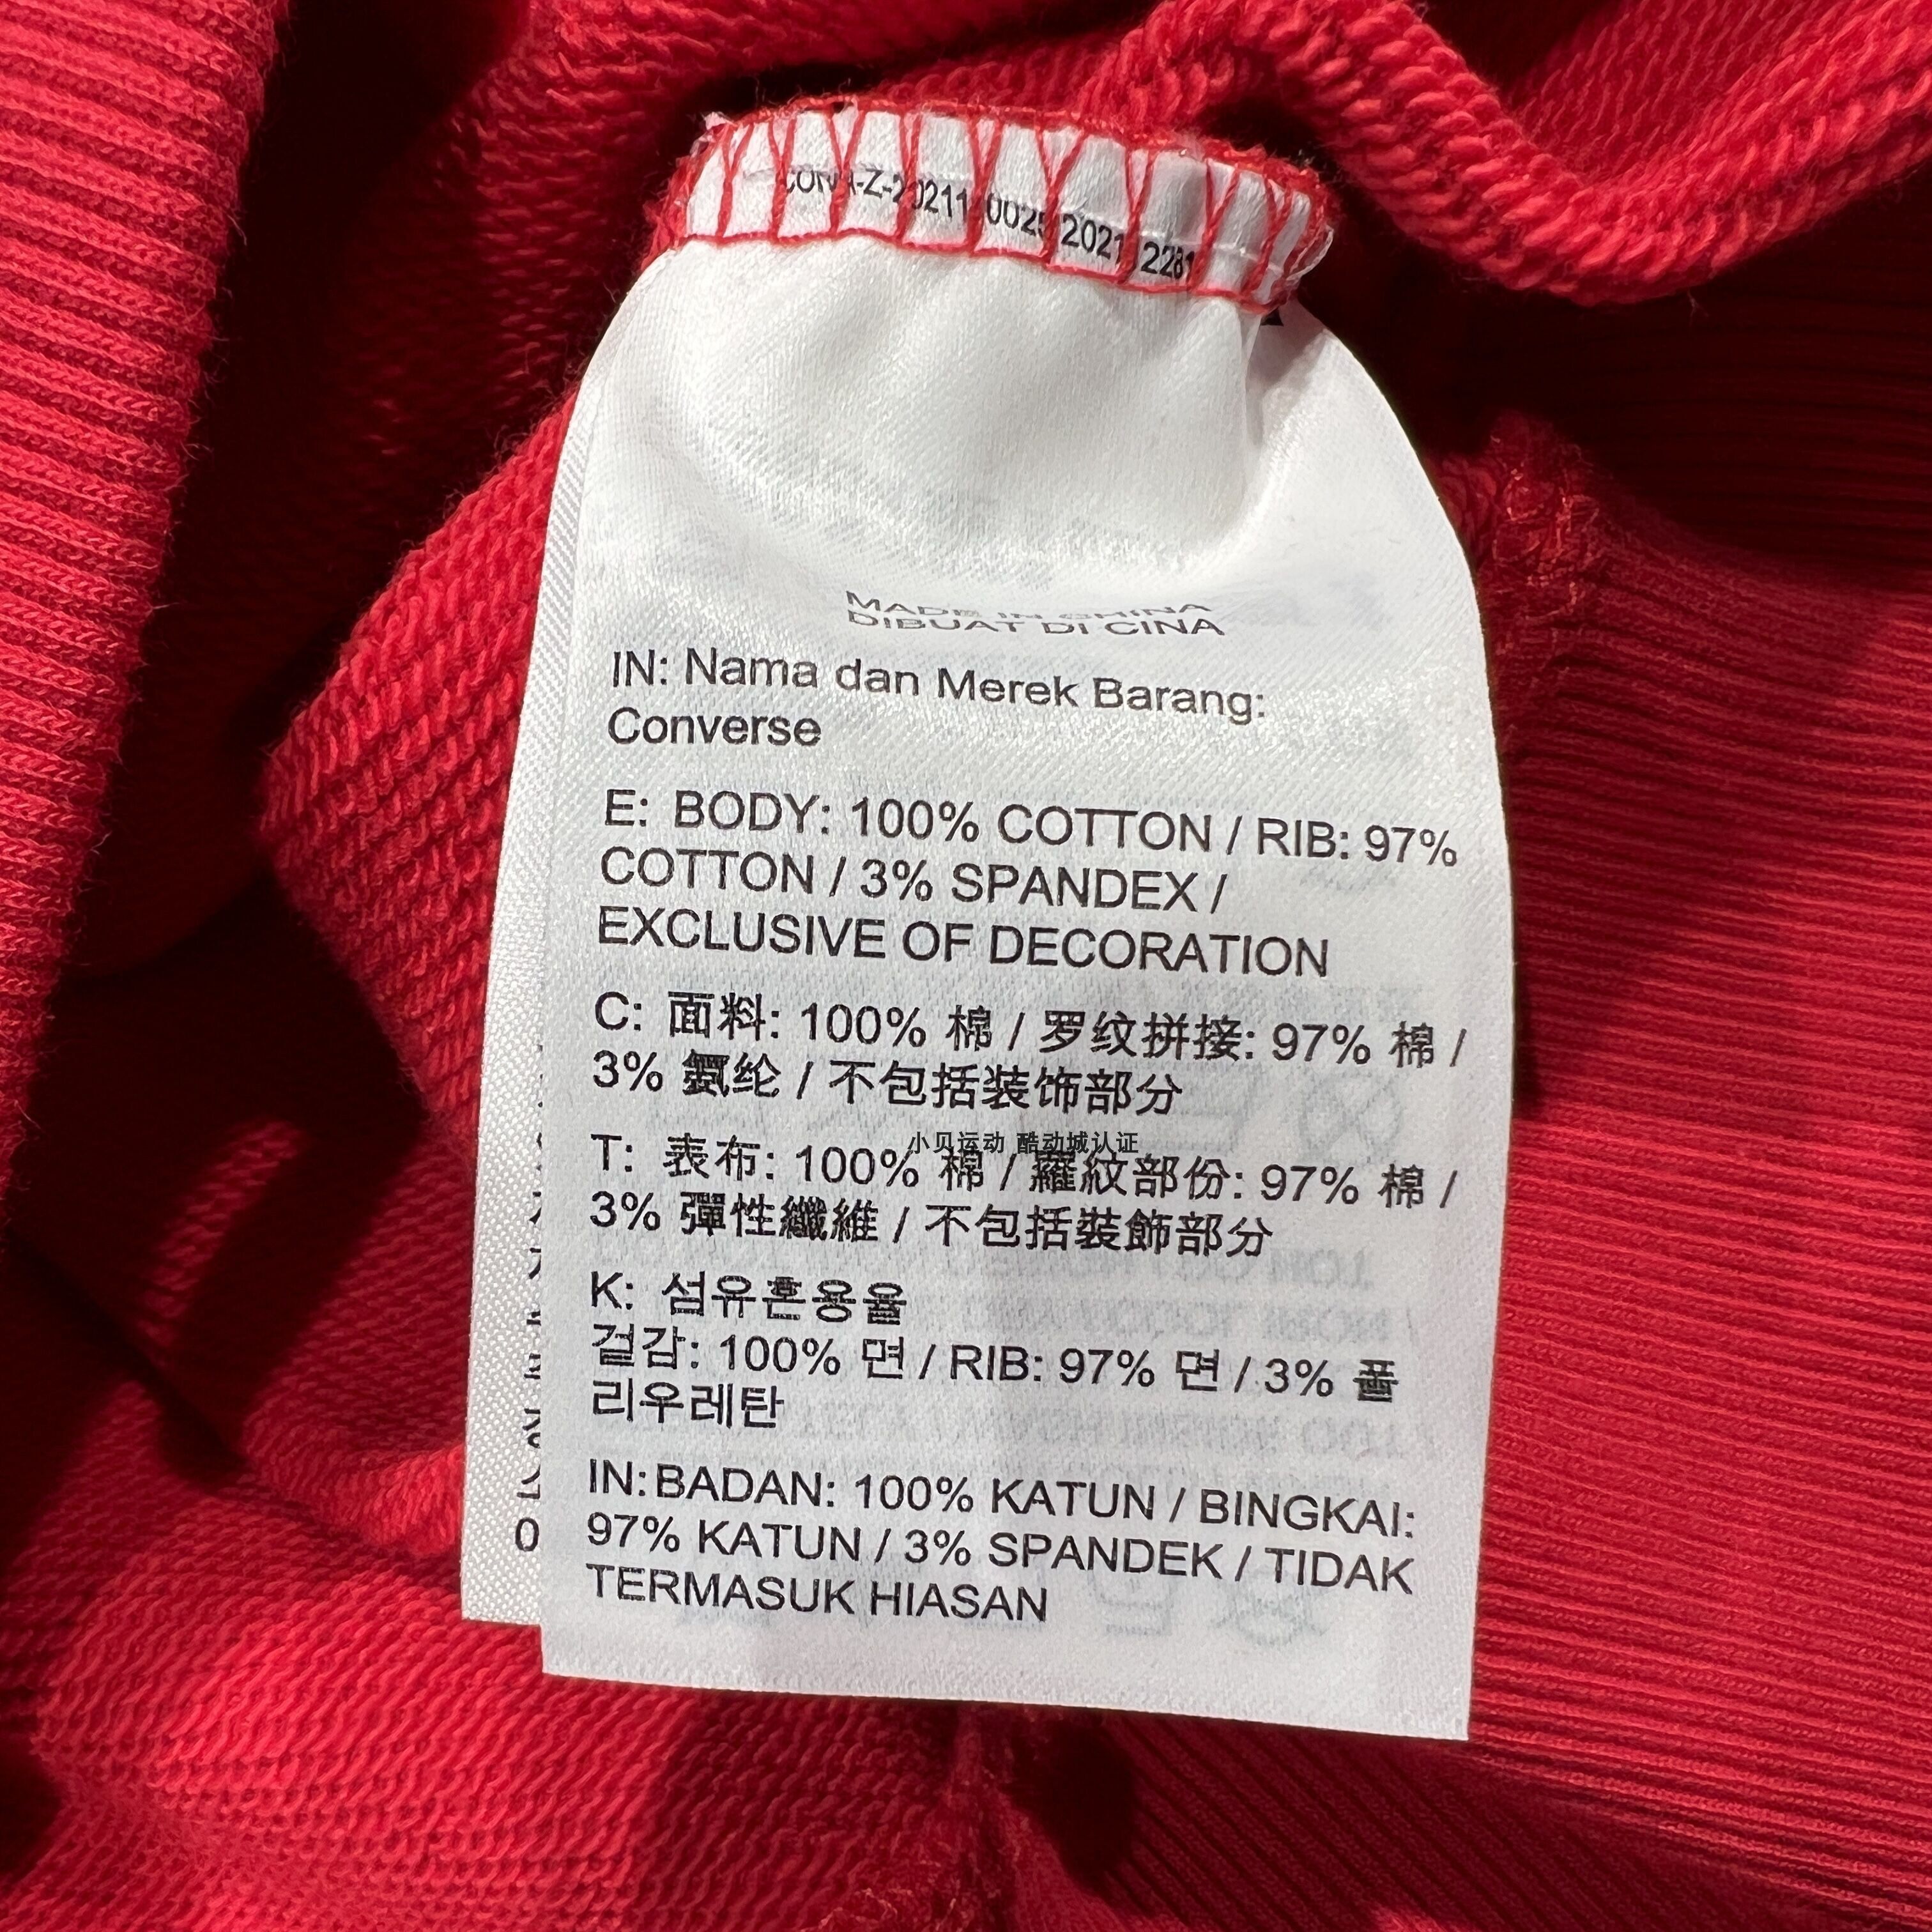 MADE IN CHINA
DIBUAT DI CINA
IN: Nama dan Merek Barang:
Converse
E: BODY: 100% COTTON / RIB: 97%
COTTON / 3% SPANDEX /
EXCLUSIVE OF DECORATION
C: 面料: 100% 棉 / 罗纹拼接: 97% 棉 /
3% 氨纶 / 不包括装饰部分
小贝运动 酷动城认证
T: 表布: 100% 棉 / 羅紋部份: 97% 棉 /
3% 彈性纖維 / 不包括裝飾部分
K: 섬유혼용율
겉감: 100% 면 / RIB: 97% 면 / 3% 폴
리우레탄
IN: BADAN: 100% KATUN / BINGKAI:
97% KATUN / 3% SPANDEK / TIDAK
TERMASUK HIASAN